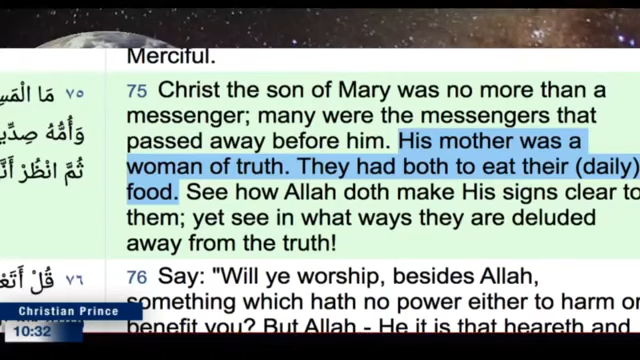 Merciful.
٧٥ مَا الْمَسِ
وَأُمُّهُ صِدِّي
ثُمَّ انْظُرْ أَنَّ
75 Christ the son of Mary was no more than a
messenger; many were the messengers that
passed away before him. His mother was a
woman of truth. They had both to eat their (daily)
food. See how Allah doth make His signs clear to
them; yet see in what ways they are deluded
away from the truth!
٧٦ قُلْ أَتَعْ
76 Say: "Will ye worship, besides Allah,
something which hath no power either to harm or
benefit you? But Allah - He it is that heareth and
Christian Prince
10:32